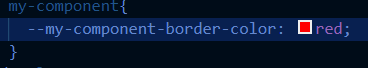 my-component{
--my-component-border-color: red;
}